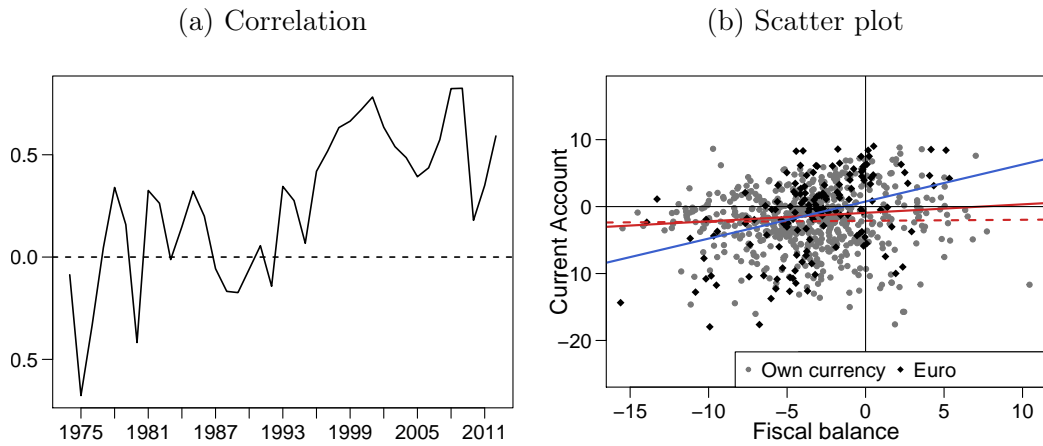 (a) Correlation
(b) Scatter plot
0.5
0.0
0.5
1975 1981 1987 1993 1999 2005 2011
Current Account
10
0
10
−20
Own currency Euro
−15 −10 −5 0 5 10
Fiscal balance